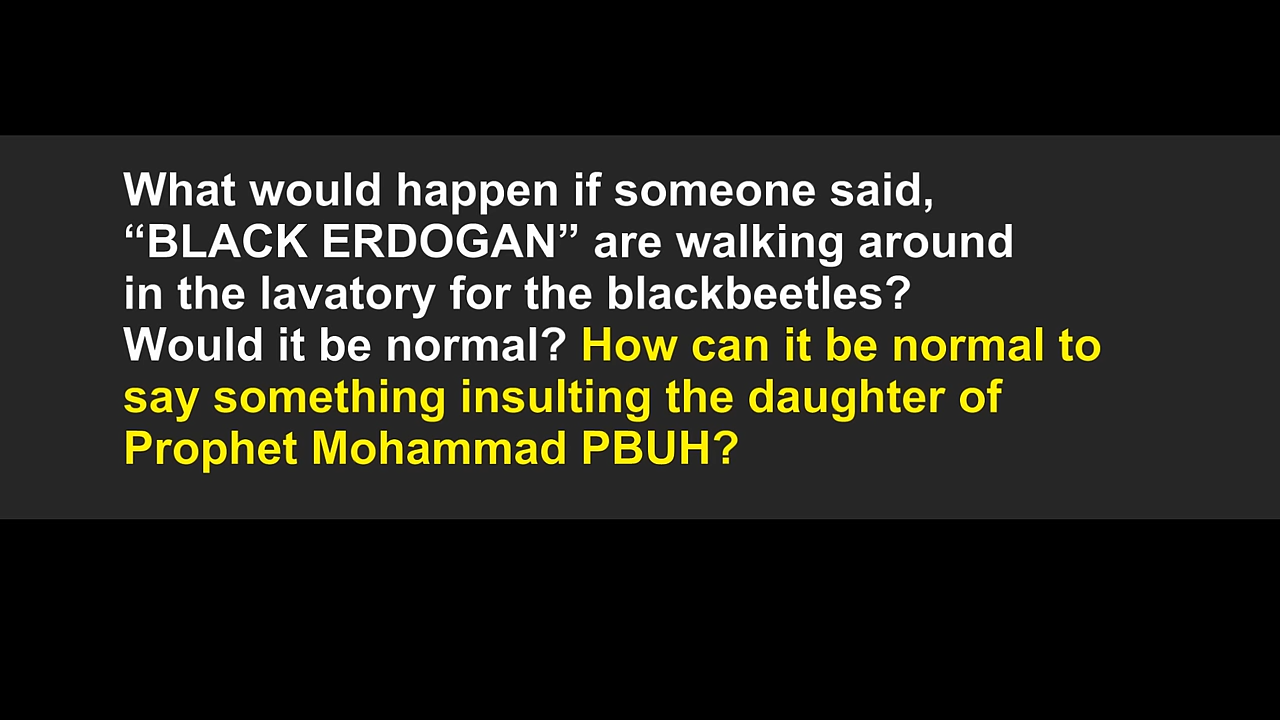 What would happen if someone said,
“BLACK ERDOGAN” are walking around
in the lavatory for the blackbeetles?
Would it be normal? How can it be normal to
say something insulting the daughter of
Prophet Mohammad PBUH?